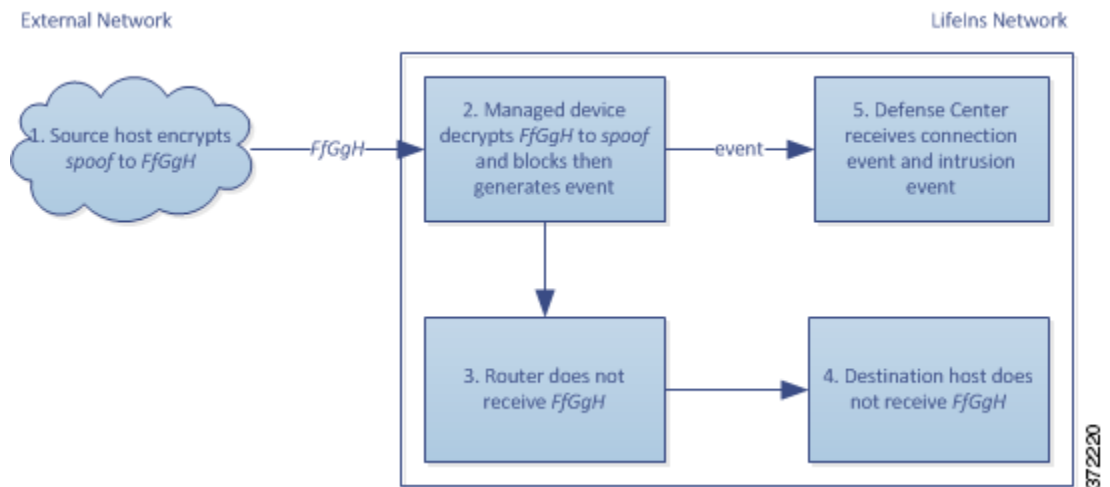 External Network
LifeIns Network
1. Source host encrypts
spoof to FfGgH
FfGgH
2. Managed device
decrypts FfGgH to spoof
and blocks then
generates event
event
5. Defense Center
receives connection
event and intrusion
event
3. Router does not
receive FfGgH
4. Destination host does
not receive FfGgH
372220